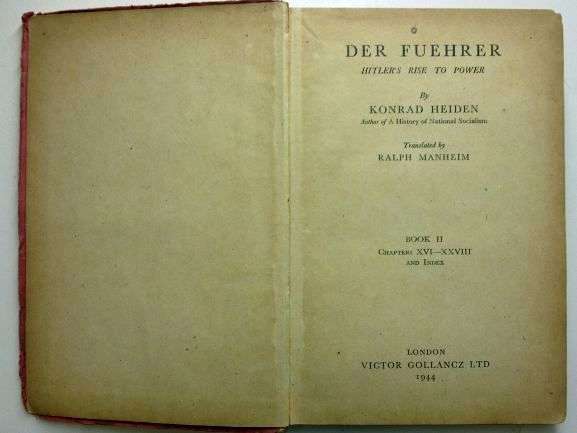 DER FUEHRER
HITLER'S RISE TO POWER
By
KONRAD HEIDEN
Author of A History of National Socialism
Translated by
RALPH MANHEIM
BOOK II
CHAPTERS XVI—XXVIII
AND INDEX
LONDON
VICTOR GOLLANCZ LTD
1944